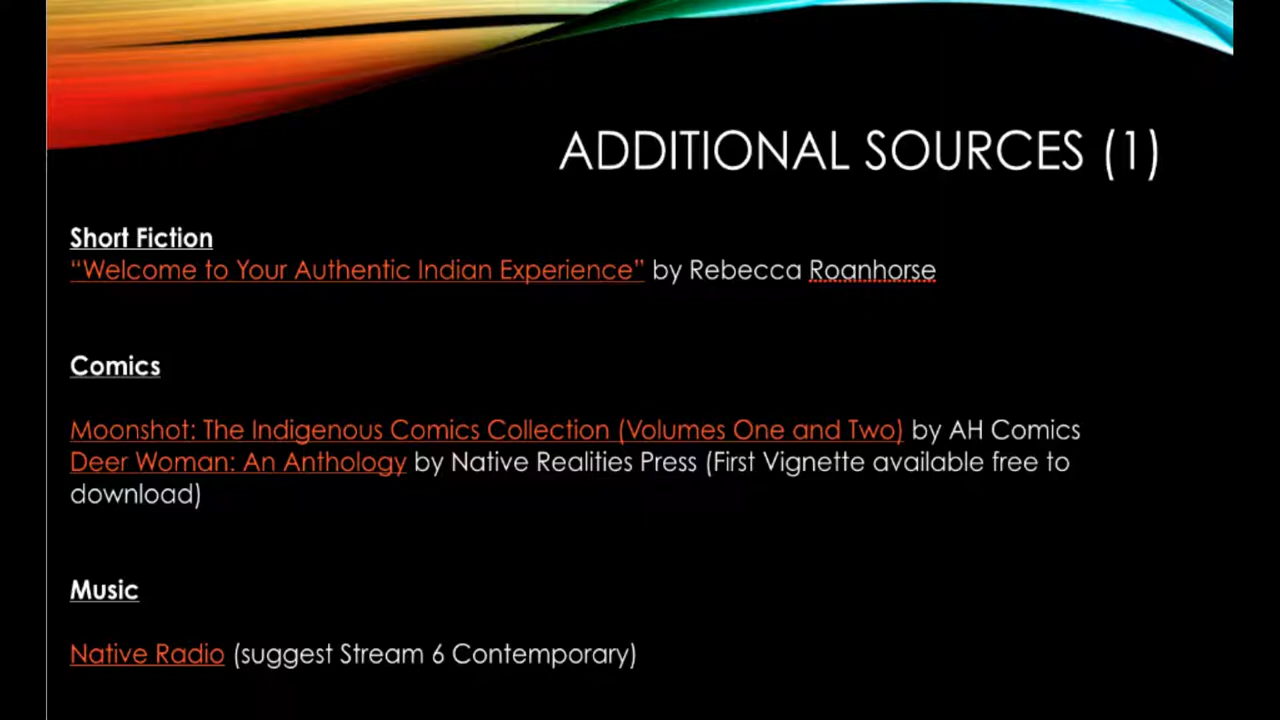 ADDITIONAL SOURCES (1)
Short Fiction
“Welcome to Your Authentic Indian Experience” by Rebecca Roanhorse
Comics
Moonshot: The Indigenous Comics Collection (Volumes One and Two) by AH Comics
Deer Woman: An Anthology by Native Realities Press (First Vignette available free to
download)
Music
Native Radio (suggest Stream 6 Contemporary)